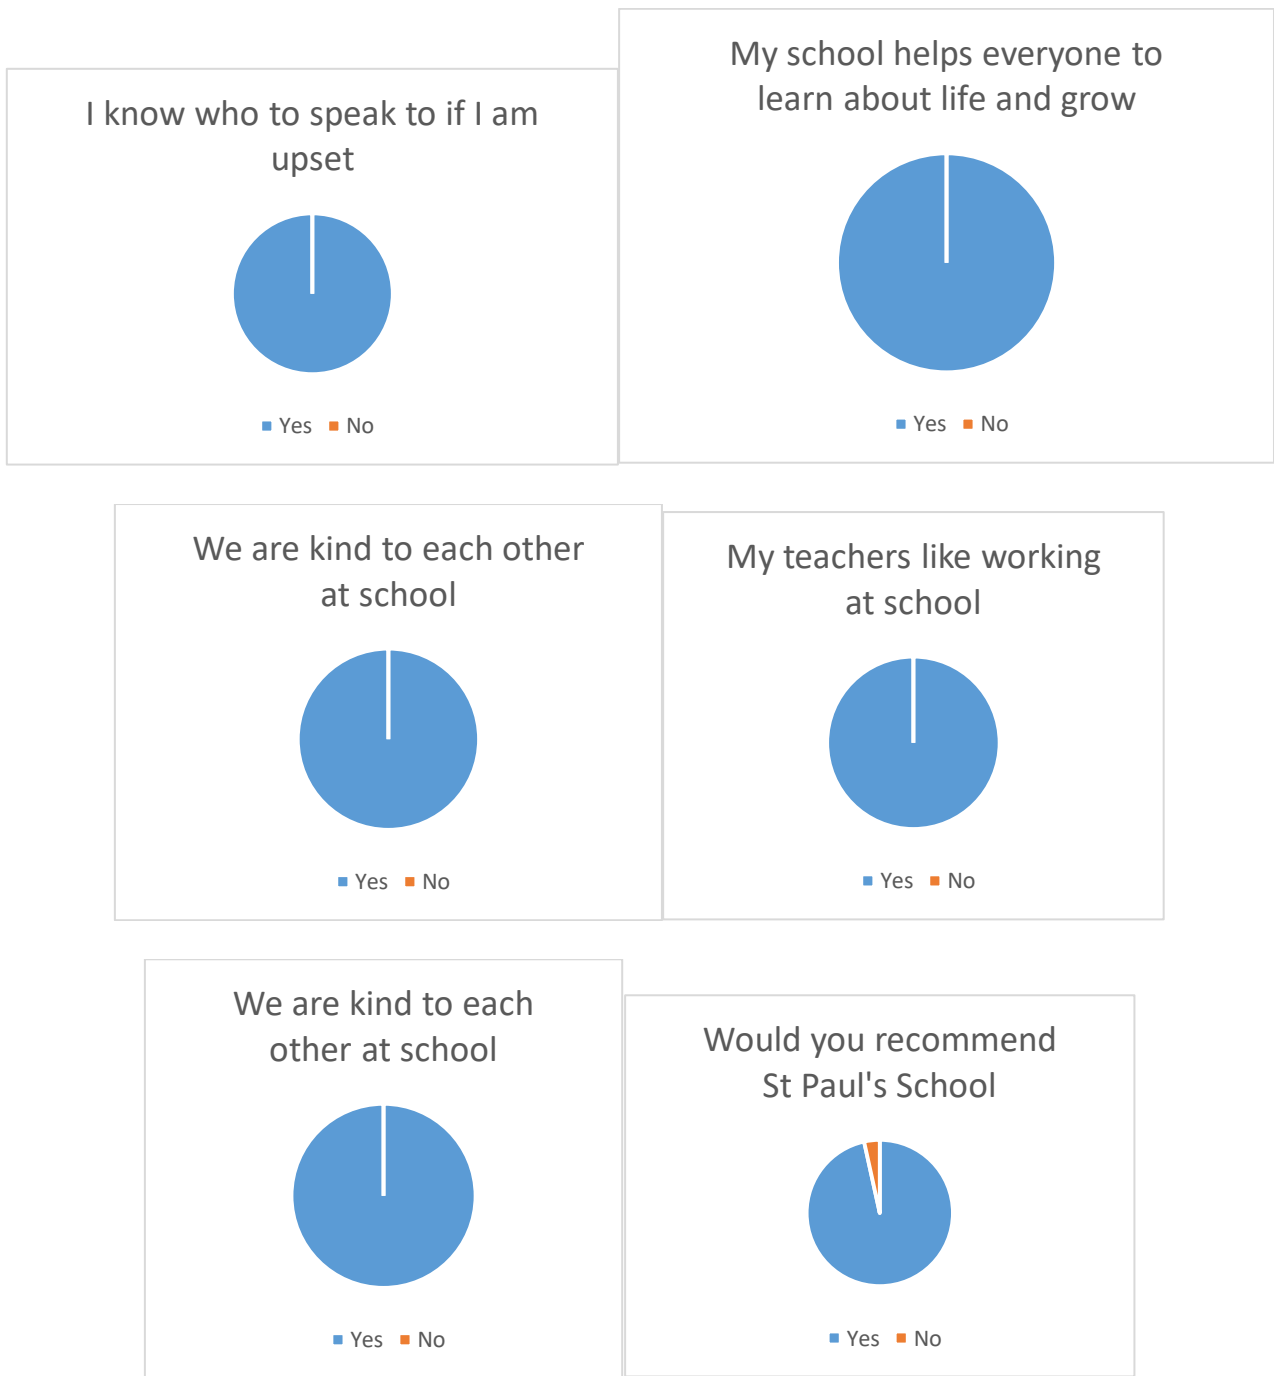 I know who to speak to if I am
upset
Yes No
My school helps everyone to
learn about life and grow
Yes No
We are kind to each other
at school
Yes No
My teachers like working
at school
Yes No
We are kind to each
other at school
Yes No
Would you recommend
St Paul's School
Yes No